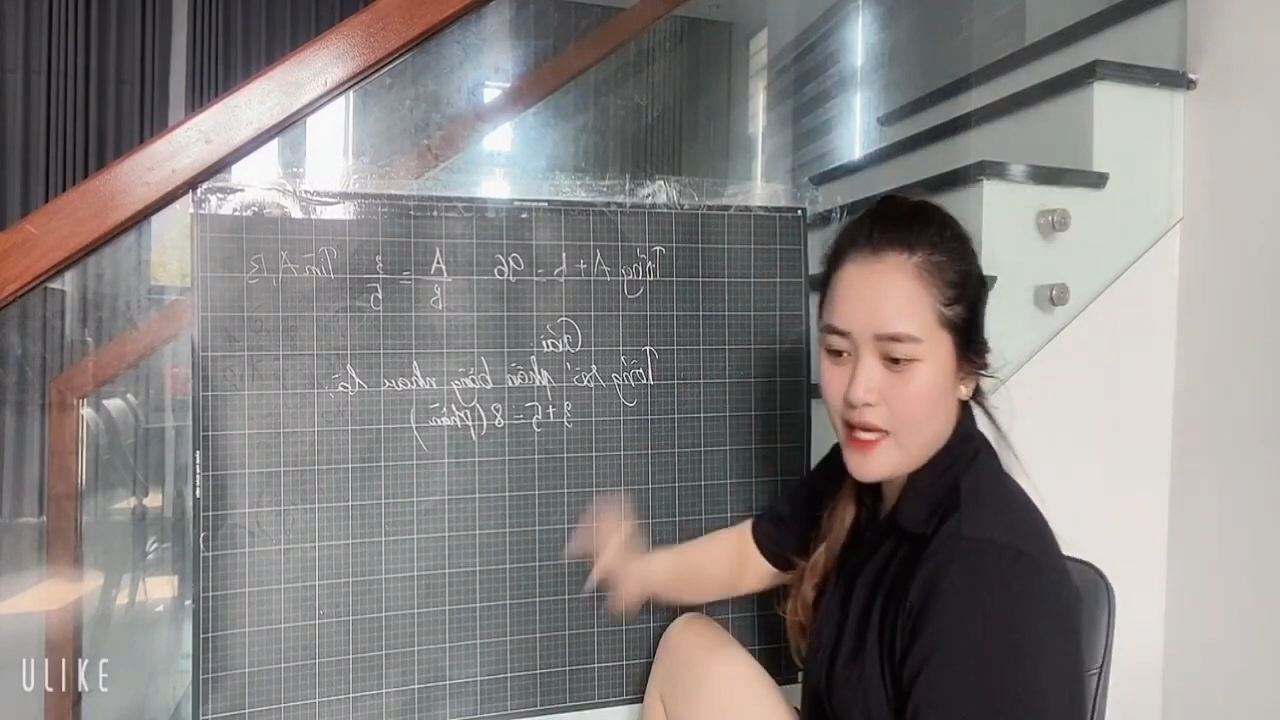 Tổng A + b = 96 A/B = 3/5 Tìm A, B
Giải
Tổng số phần bằng nhau là:
3 + 5 = 8 (phần)
ULIKE